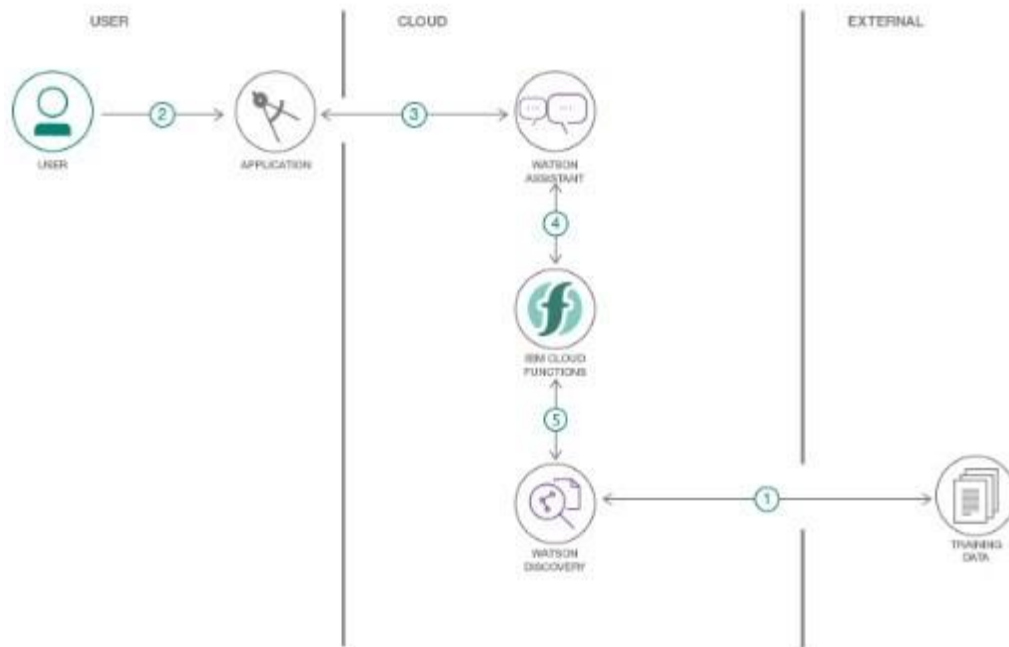 USER
CLOUD
EXTERNAL
2
3
USER
APPLICATION
WATSON
ASSISTANT
4
IBM CLOUD
FUNCTIONS
5
1
WATSON
DISCOVERY
TRAINING
DATA